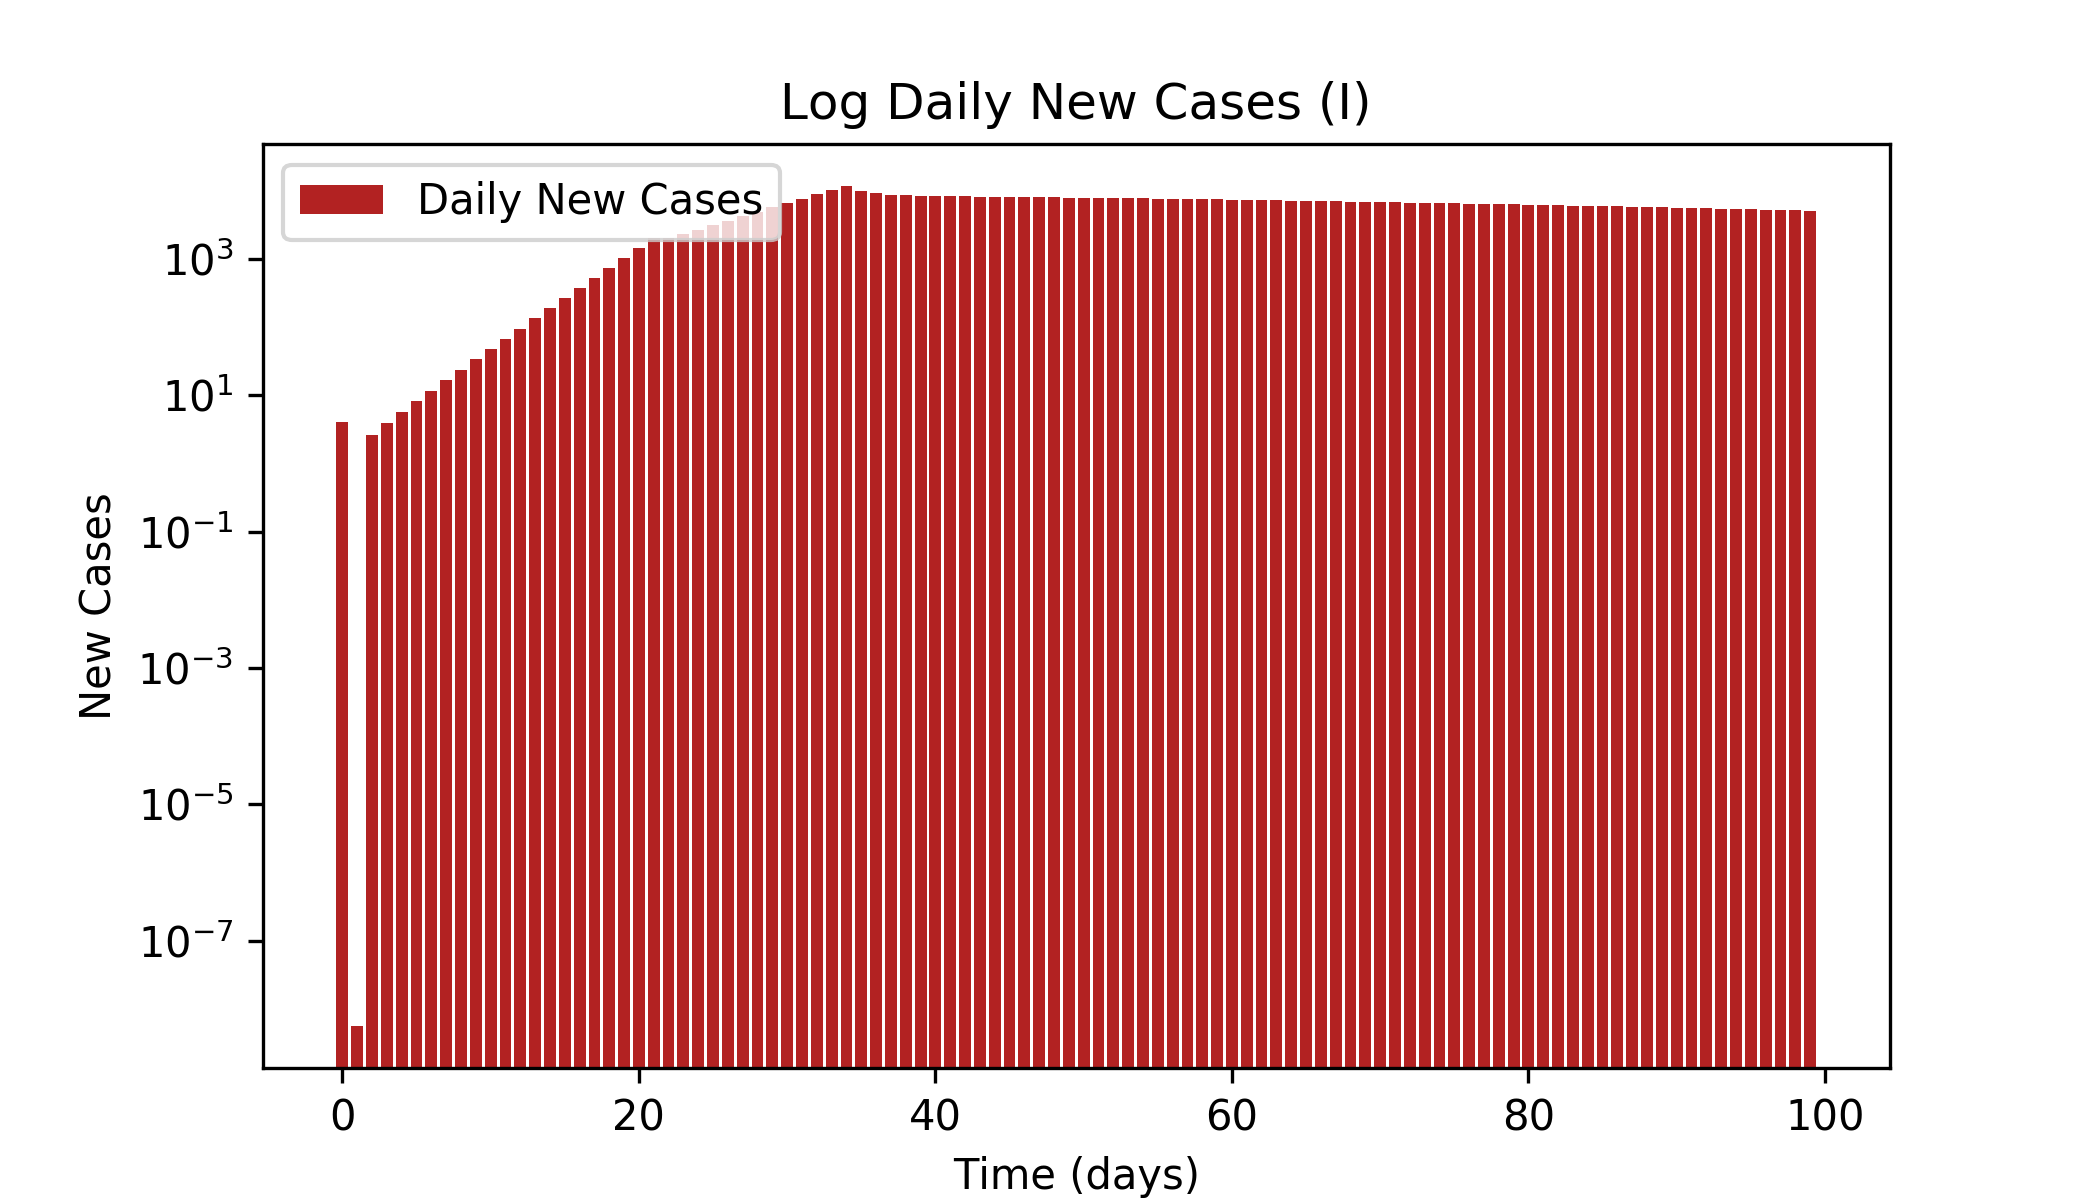 Log Daily New Cases (I)
Daily New Cases
10³
10¹
10⁻¹
10⁻³
10⁻⁵
10⁻⁷
New Cases
0 20 40 60 80 100
Time (days)